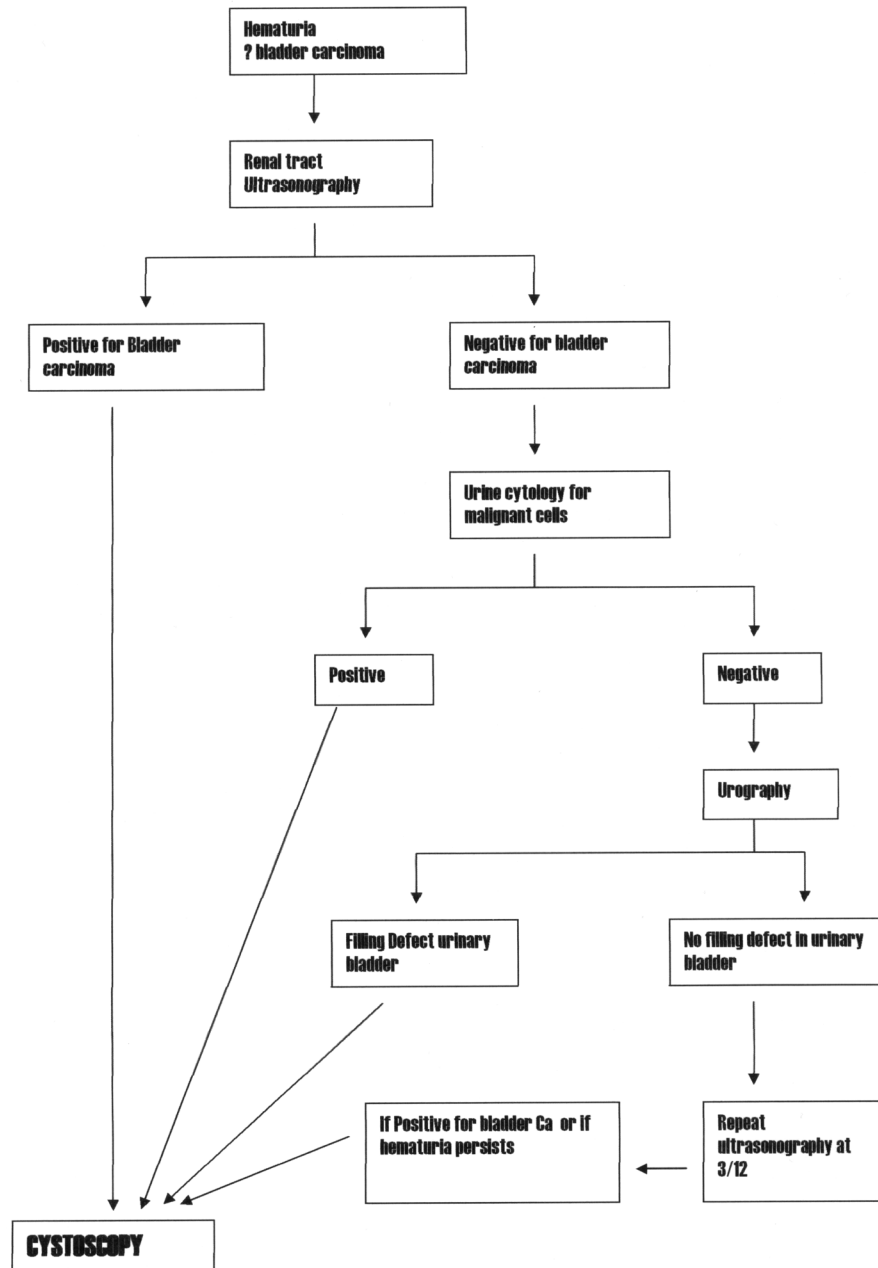 Hematuria
? bladder carcinoma
Renal tract
Ultrasonography
Positive for Bladder
carcinoma
Negative for bladder
carcinoma
Urine cytology for
malignant cells
Positive
Negative
Urography
Filling Defect urinary
bladder
No filling defect in urinary
bladder
If Positive for bladder Ca or if
hematuria persists
Repeat
ultrasonography at
3/12
CYSTOSCOPY